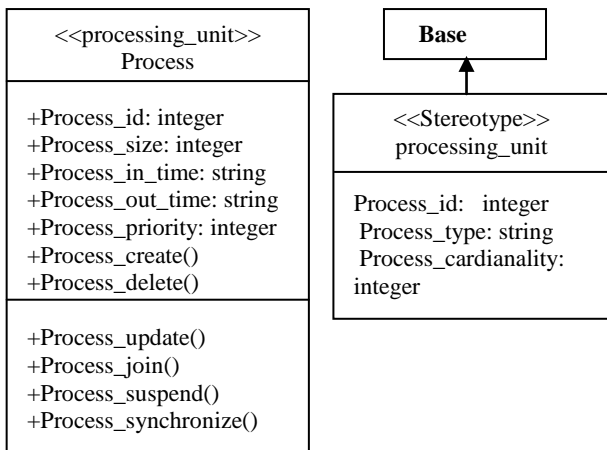 <<processing_unit>>
Process
+Process_id: integer
+Process_size: integer
+Process_in_time: string
+Process_out_time: string
+Process_priority: integer
+Process_create()
+Process_delete()
+Process_update()
+Process_join()
+Process_suspend()
+Process_synchronize()
Base
<<Stereotype>>
processing_unit
Process_id: integer
Process_type: string
Process_cardianality:
integer